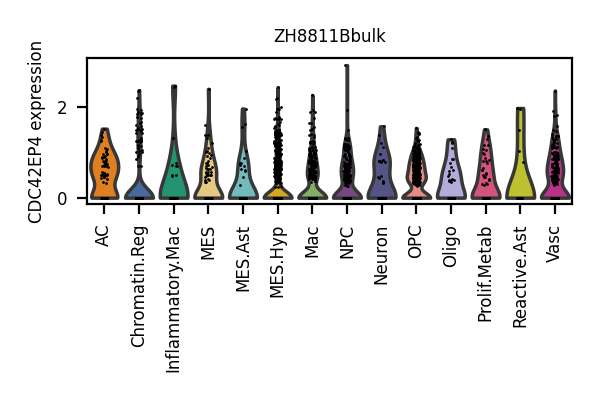 ZH8811Bbulk
CDC42EP4 expression
2
0
AC
Chromatin.Reg
Inflammatory.Mac
MES
MES.Ast
MES.Hyp
Mac
NPC
Neuron
OPC
Oligo
Prolif.Metab
Reactive.Ast
Vasc